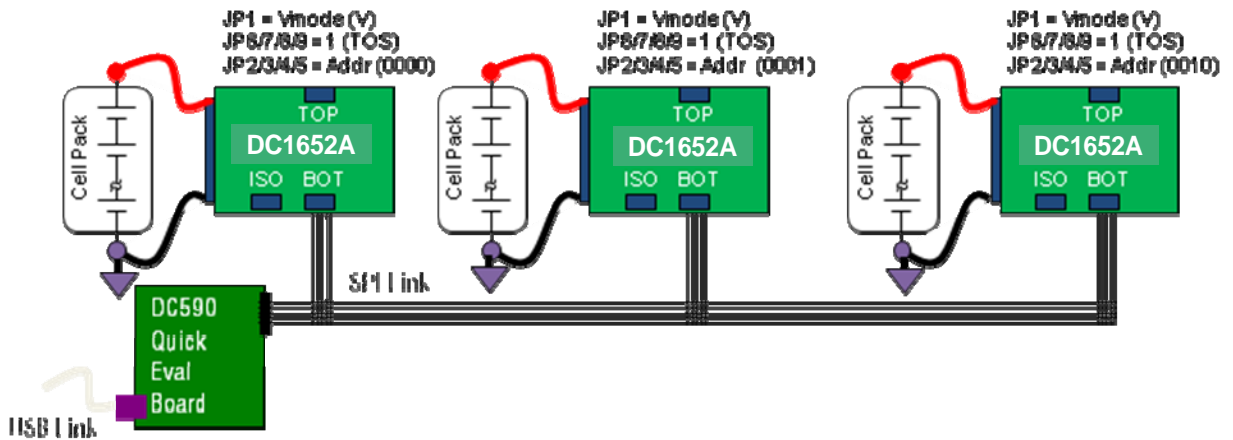 JP1 = Vmode (V)
JP6/7/8/9 = 1 (TOS)
JP2/3/4/5 = Addr (0000)
JP1 = Vmode (V)
JP6/7/8/9 = 1 (TOS)
JP2/3/4/5 = Addr (0001)
JP1 = Vmode (V)
JP6/7/8/9 = 1 (TOS)
JP2/3/4/5 = Addr (0010)
Cell Pack
TOP
DC1652A
ISO BOT
Cell Pack
TOP
DC1652A
ISO BOT
Cell Pack
TOP
DC1652A
ISO BOT
SPI Link
DC590
Quick
Eval
Board
USB Link